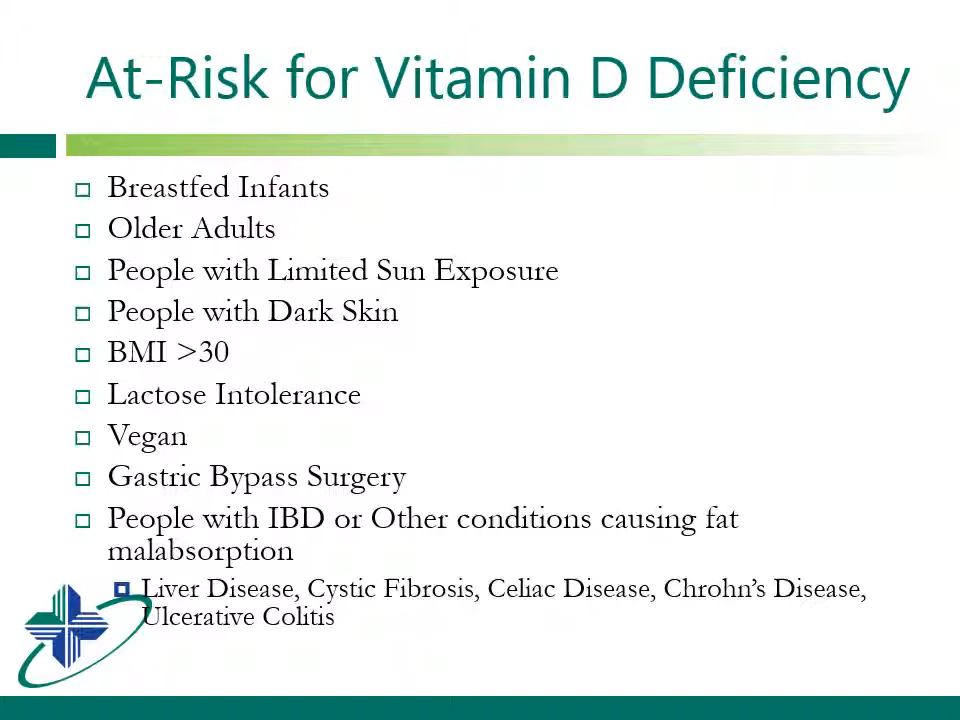 At-Risk for Vitamin D Deficiency
Breastfed Infants
Older Adults
People with Limited Sun Exposure
People with Dark Skin
BMI >30
Lactose Intolerance
Vegan
Gastric Bypass Surgery
People with IBD or Other conditions causing fat
malabsorption
Liver Disease, Cystic Fibrosis, Celiac Disease, Chrohn’s Disease,
Ulcerative Colitis